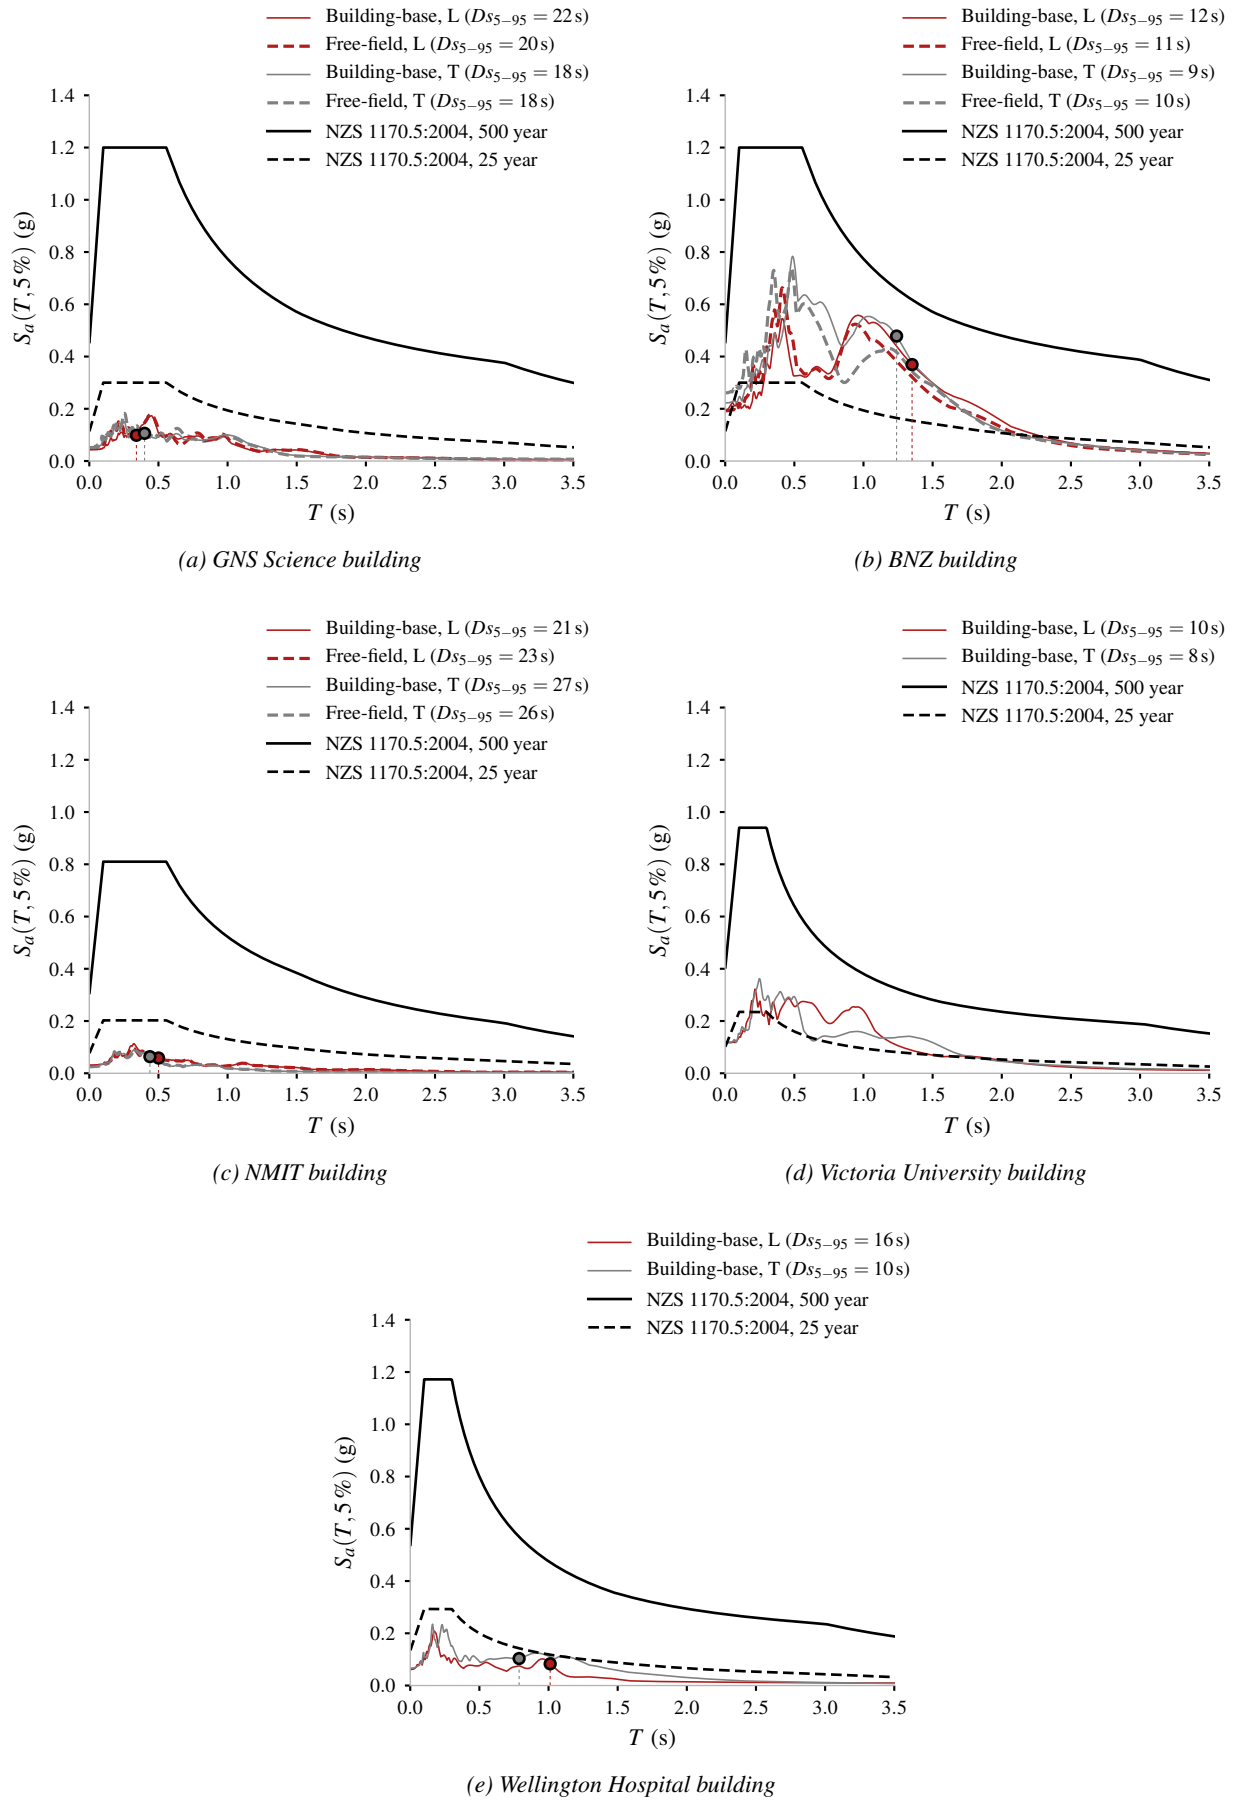 Building-base, L (Ds5−95 = 22 s)
Free-field, L (Ds5−95 = 20 s)
Building-base, T (Ds5−95 = 18 s)
Free-field, T (Ds5−95 = 18 s)
NZS 1170.5:2004, 500 year
NZS 1170.5:2004, 25 year
1.4
1.2
1.0
0.8
0.6
0.4
0.2
0.0
Sa(T, 5%) (g)
0.0 0.5 1.0 1.5 2.0 2.5 3.0 3.5
T (s)
(a) GNS Science building
Building-base, L (Ds5−95 = 12 s)
Free-field, L (Ds5−95 = 11 s)
Building-base, T (Ds5−95 = 9 s)
Free-field, T (Ds5−95 = 10 s)
NZS 1170.5:2004, 500 year
NZS 1170.5:2004, 25 year
1.4
1.2
1.0
0.8
0.6
0.4
0.2
0.0
Sa(T, 5%) (g)
0.0 0.5 1.0 1.5 2.0 2.5 3.0 3.5
T (s)
(b) BNZ building
Building-base, L (Ds5−95 = 21 s)
Free-field, L (Ds5−95 = 23 s)
Building-base, T (Ds5−95 = 27 s)
Free-field, T (Ds5−95 = 26 s)
NZS 1170.5:2004, 500 year
NZS 1170.5:2004, 25 year
1.4
1.2
1.0
0.8
0.6
0.4
0.2
0.0
Sa(T, 5%) (g)
0.0 0.5 1.0 1.5 2.0 2.5 3.0 3.5
T (s)
(c) NMIT building
Building-base, L (Ds5−95 = 10 s)
Building-base, T (Ds5−95 = 8 s)
NZS 1170.5:2004, 500 year
NZS 1170.5:2004, 25 year
1.4
1.2
1.0
0.8
0.6
0.4
0.2
0.0
Sa(T, 5%) (g)
0.0 0.5 1.0 1.5 2.0 2.5 3.0 3.5
T (s)
(d) Victoria University building
Building-base, L (Ds5−95 = 16 s)
Building-base, T (Ds5−95 = 10 s)
NZS 1170.5:2004, 500 year
NZS 1170.5:2004, 25 year
1.4
1.2
1.0
0.8
0.6
0.4
0.2
0.0
Sa(T, 5%) (g)
0.0 0.5 1.0 1.5 2.0 2.5 3.0 3.5
T (s)
(e) Wellington Hospital building